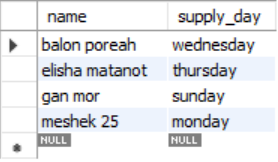 name supply_day
balon poreah wednesday
elisha matanot thursday
gan mor sunday
meshek 25 monday
NULL NULL